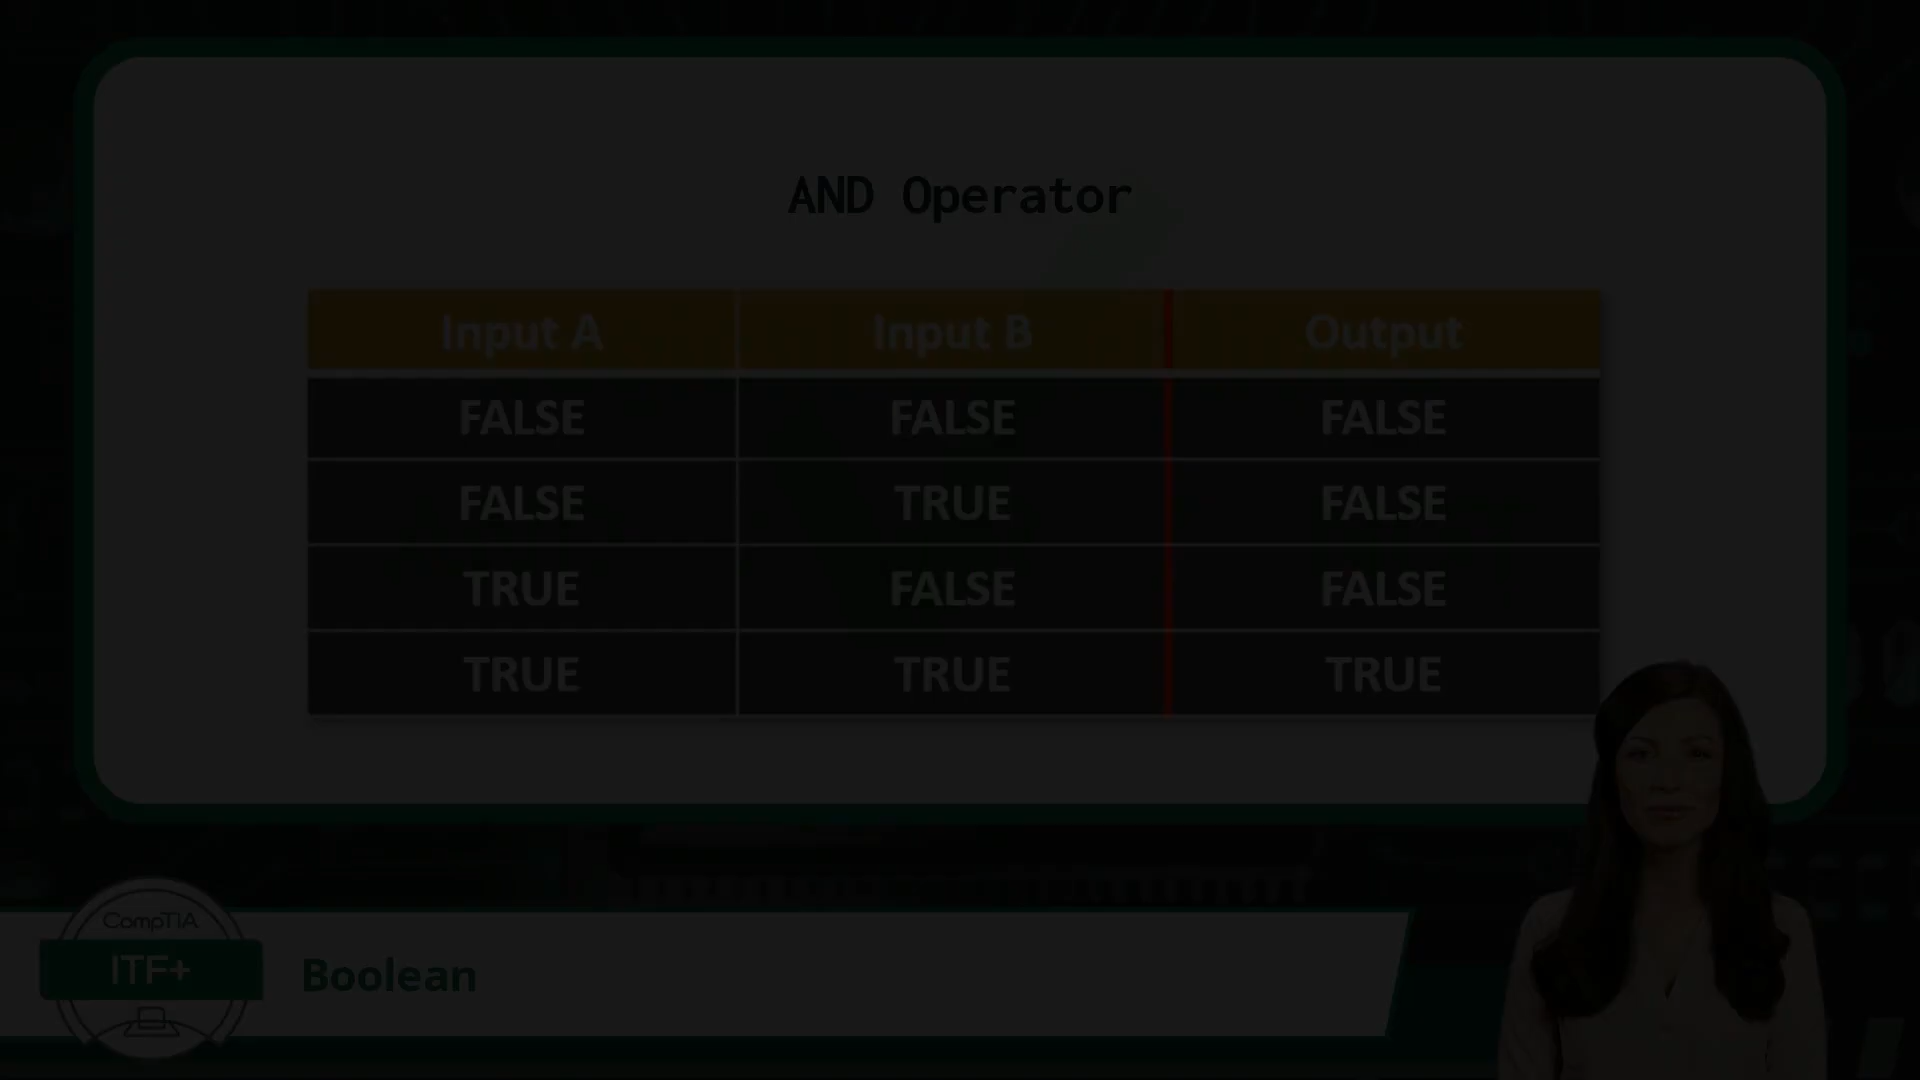 AND Operator
Input A Input B Output
FALSE FALSE FALSE
FALSE TRUE FALSE
TRUE FALSE FALSE
TRUE TRUE TRUE
CompTIA
ITF+
Boolean